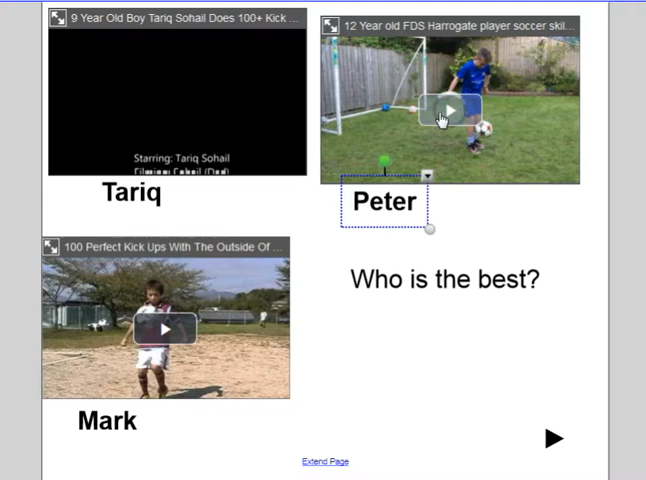 9 Year Old Boy Tariq Sohail Does 100+ Kick ...
12 Year old FDS Harrogate player soccer skil...
Starring: Tariq Sohail
Tariq
Peter
100 Perfect Kick Ups With The Outside Of ...
Who is the best?
Mark
Extend Page